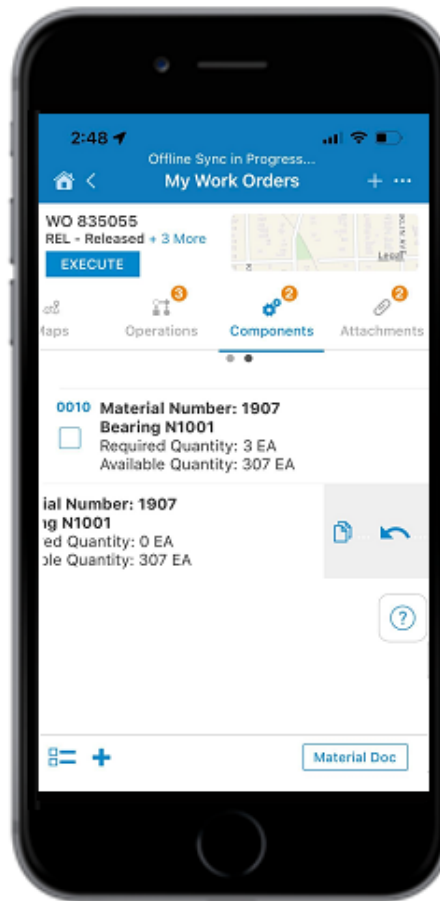 2:48
Offline Sync in Progress...
My Work Orders
WO 835055
REL - Released + 3 More
EXECUTE
Legal
3
2
2
Maps
Operations
Components
Attachments
0010 Material Number: 1907
Bearing N1001
Required Quantity: 3 EA
Available Quantity: 307 EA
ial Number: 1907
ng N1001
ed Quantity: 0 EA
ble Quantity: 307 EA
?
Material Doc